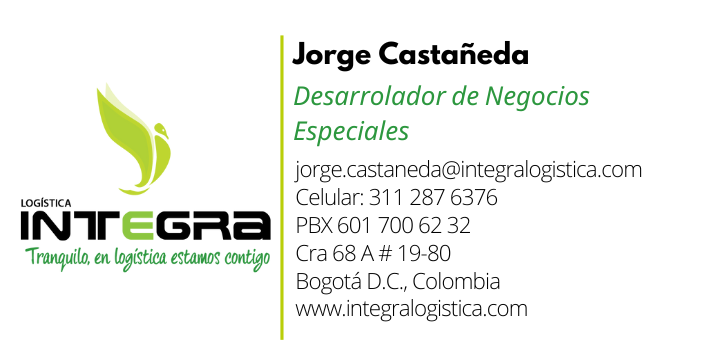 LOGÍSTICA
INTEGRA
Tranquilo, en logística estamos contigo
Jorge Castañeda
Desarrolador de Negocios
Especiales
jorge.castaneda@integralogistica.com
Celular: 311 287 6376
PBX 601 700 62 32
Cra 68 A # 19-80
Bogotá D.C., Colombia
www.integralogistica.com